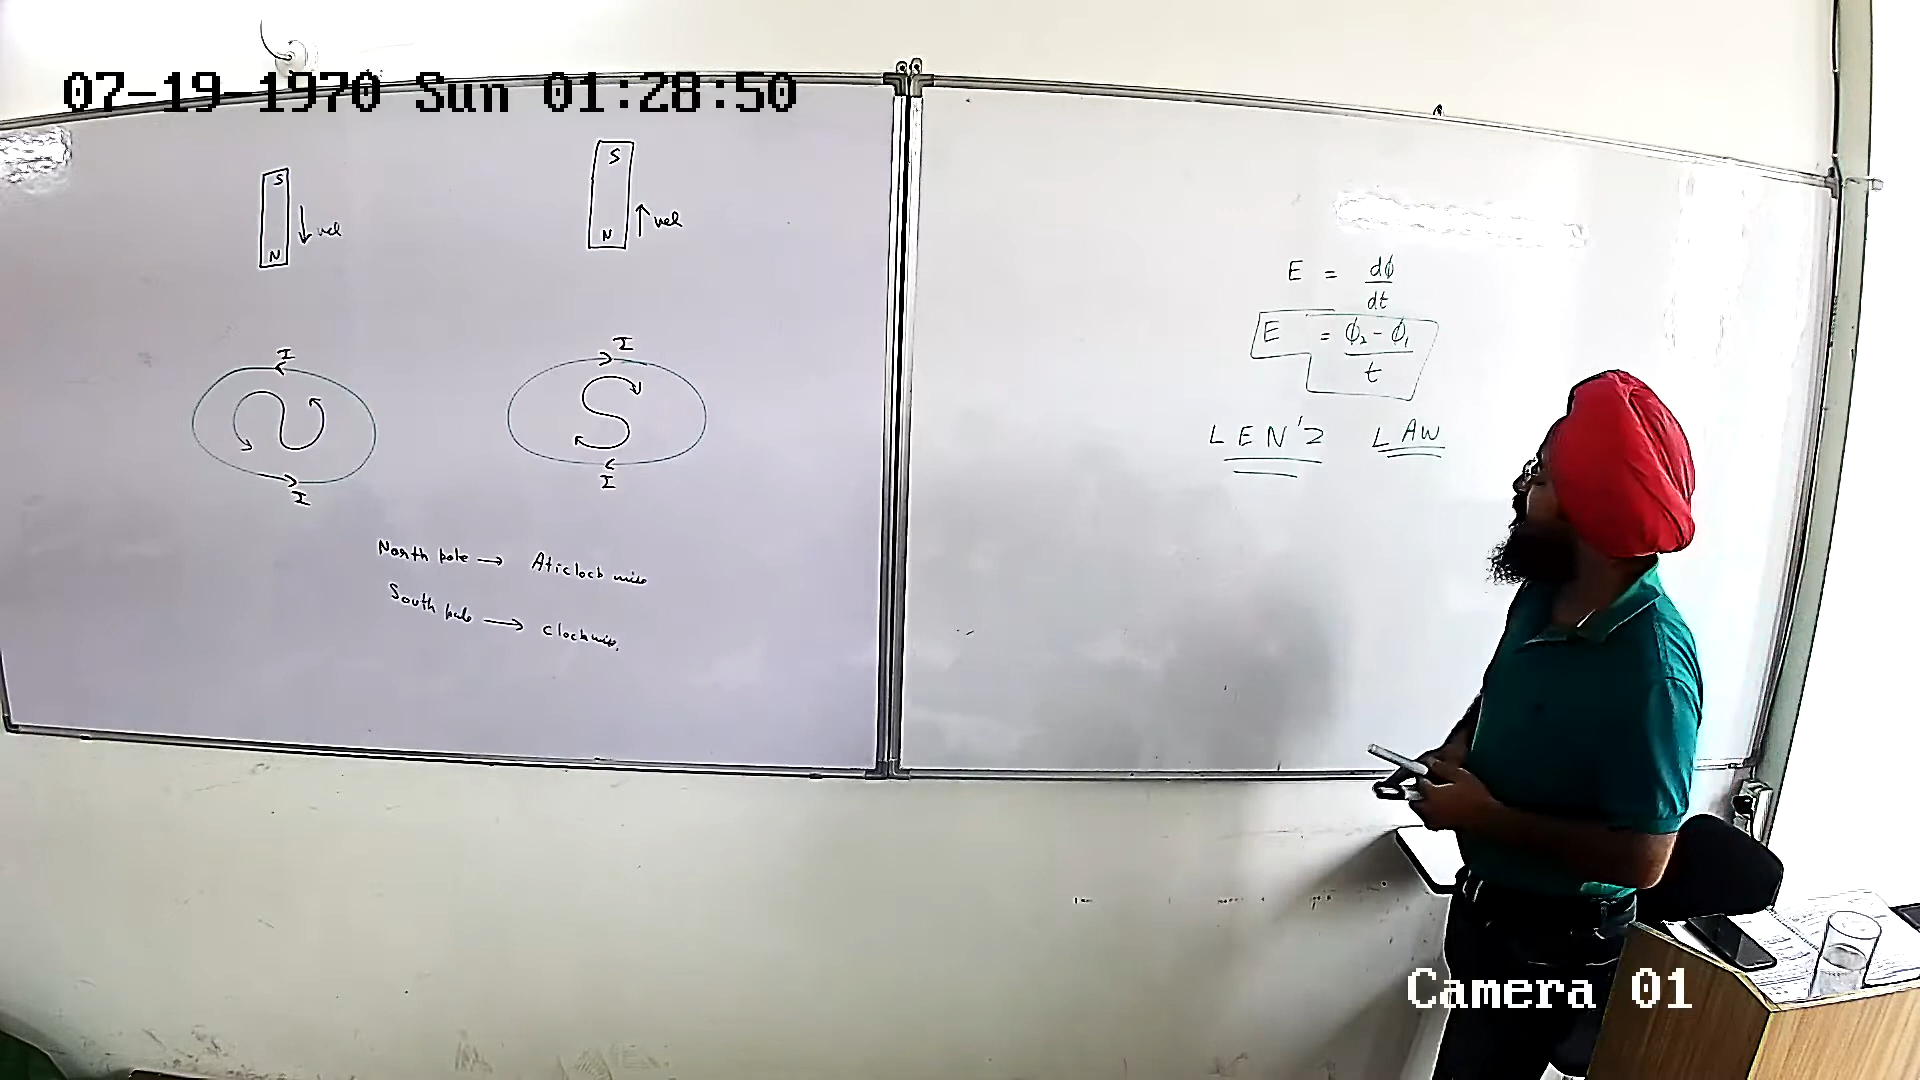 07-19-1970 Sun 01:28:50
S
N
↓ vel
S
N
↑ vel
I
I
I
S
I
North pole → Aticlock wise
South pole → clockwise.
E = dϕ/dt
E = ϕ₂ - ϕ₁/t
LEN'Z LAW
Camera 01